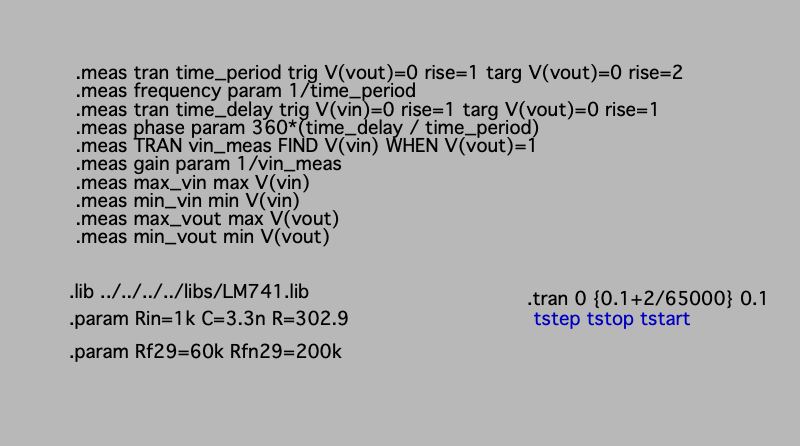 .meas tran time_period trig V(vout)=0 rise=1 targ V(vout)=0 rise=2
.meas frequency param 1/time_period
.meas tran time_delay trig V(vin)=0 rise=1 targ V(vout)=0 rise=1
.meas phase param 360*(time_delay / time_period)
.meas TRAN vin_meas FIND V(vin) WHEN V(vout)=1
.meas gain param 1/vin_meas
.meas max_vin max V(vin)
.meas min_vin min V(vin)
.meas max_vout max V(vout)
.meas min_vout min V(vout)
.lib ../../../../libs/LM741.lib
.param Rin=1k C=3.3n R=302.9
.param Rf29=60k Rfn29=200k
.tran 0 {0.1+2/65000} 0.1
tstep tstop tstart